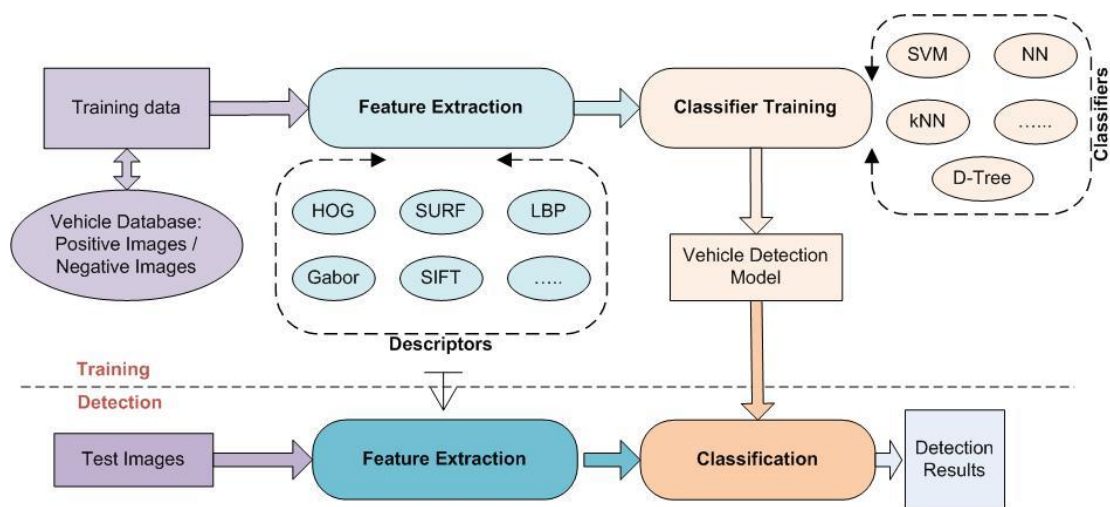 Training data
Feature Extraction
Classifier Training
SVM
NN
kNN
......
D-Tree
Classifiers
Vehicle Database:
Positive Images /
Negative Images
HOG
SURF
LBP
Gabor
SIFT
.....
Descriptors
Vehicle Detection
Model
Training
Detection
Test Images
Feature Extraction
Classification
Detection
Results